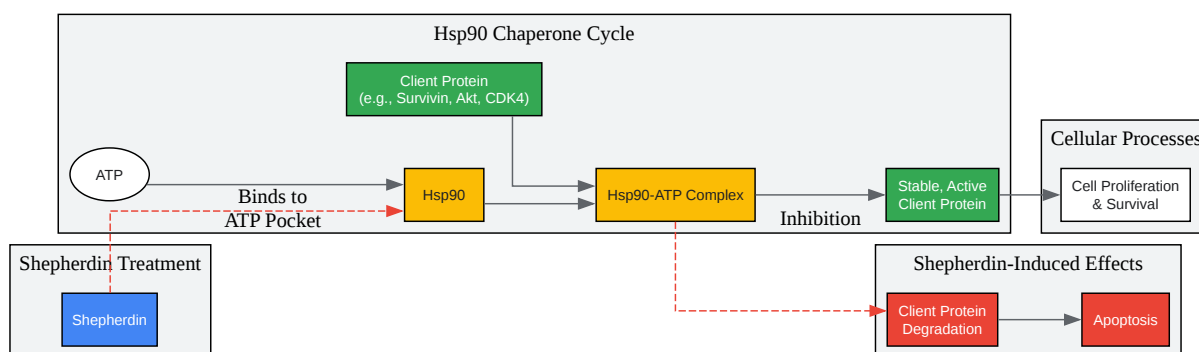 Hsp90 Chaperone Cycle
Client Protein
(e.g., Survivin, Akt, CDK4)
Cellular Processes
ATP
Binds to
ATP Pocket
Hsp90
Hsp90-ATP Complex
Inhibition
Stable, Active
Client Protein
Cell Proliferation
& Survival
Shepherdin Treatment
Shepherdin
Shepherdin-Induced Effects
Client Protein
Degradation
Apoptosis